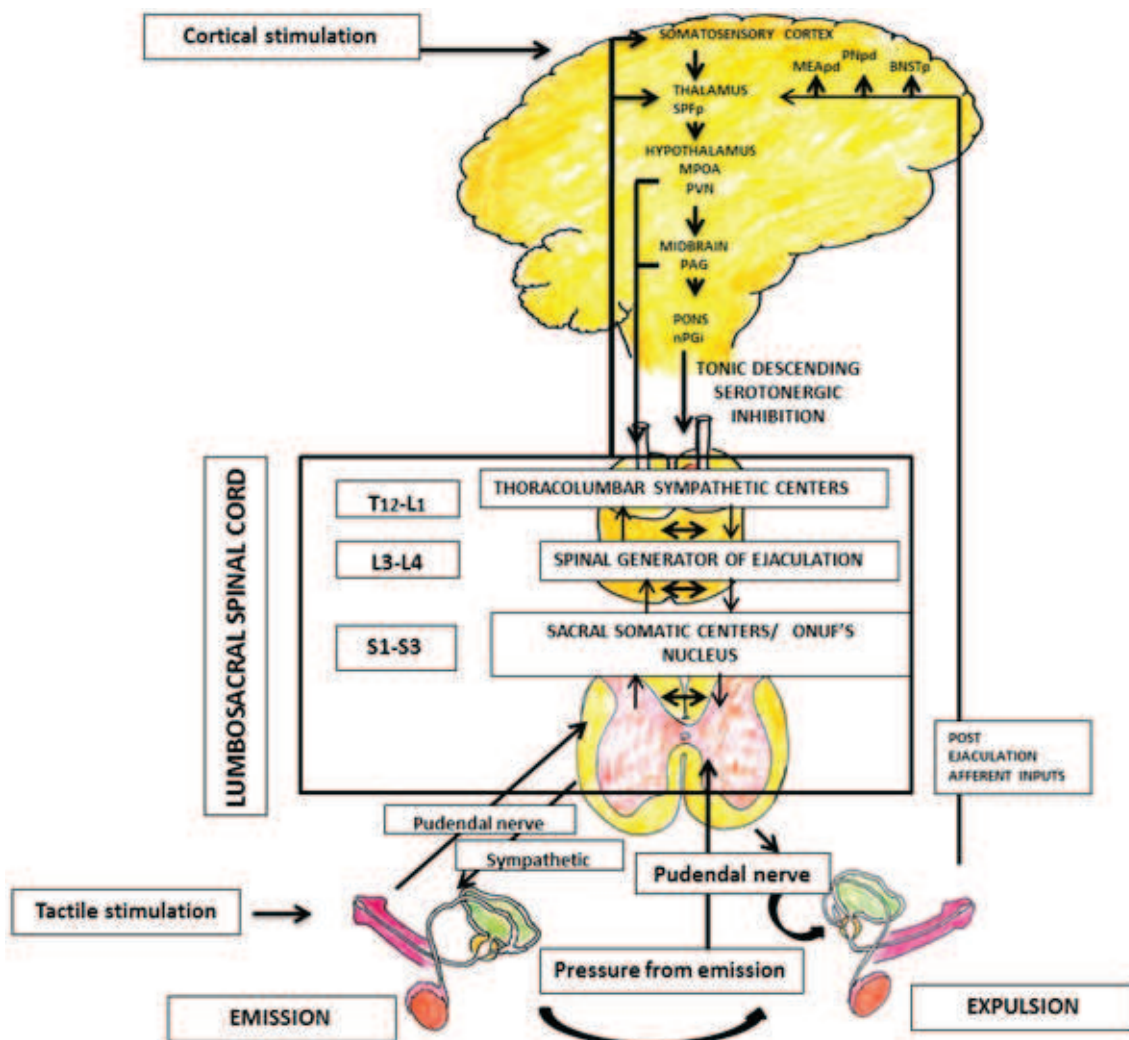 Cortical stimulation
SOMATOSENSORY CORTEX
MEApd
PNpd
BNSTp
THALAMUS
SPFp
HYPOTHALAMUS
MPOA
PVN
MIDBRAIN
PAG
PONS
nPGi
TONIC DESCENDING
SEROTONERGIC
INHIBITION
LUMBOSACRAL SPINAL CORD
T12-L1
THORACOLUMBAR SYMPATHETIC CENTERS
L3-L4
SPINAL GENERATOR OF EJACULATION
S1-S3
SACRAL SOMATIC CENTERS/ ONUF'S
NUCLEUS
POST
EJACULATION
AFFERENT INPUTS
Pudendal nerve
Sympathetic
Pudendal nerve
Tactile stimulation
Pressure from emission
EMISSION
EXPULSION